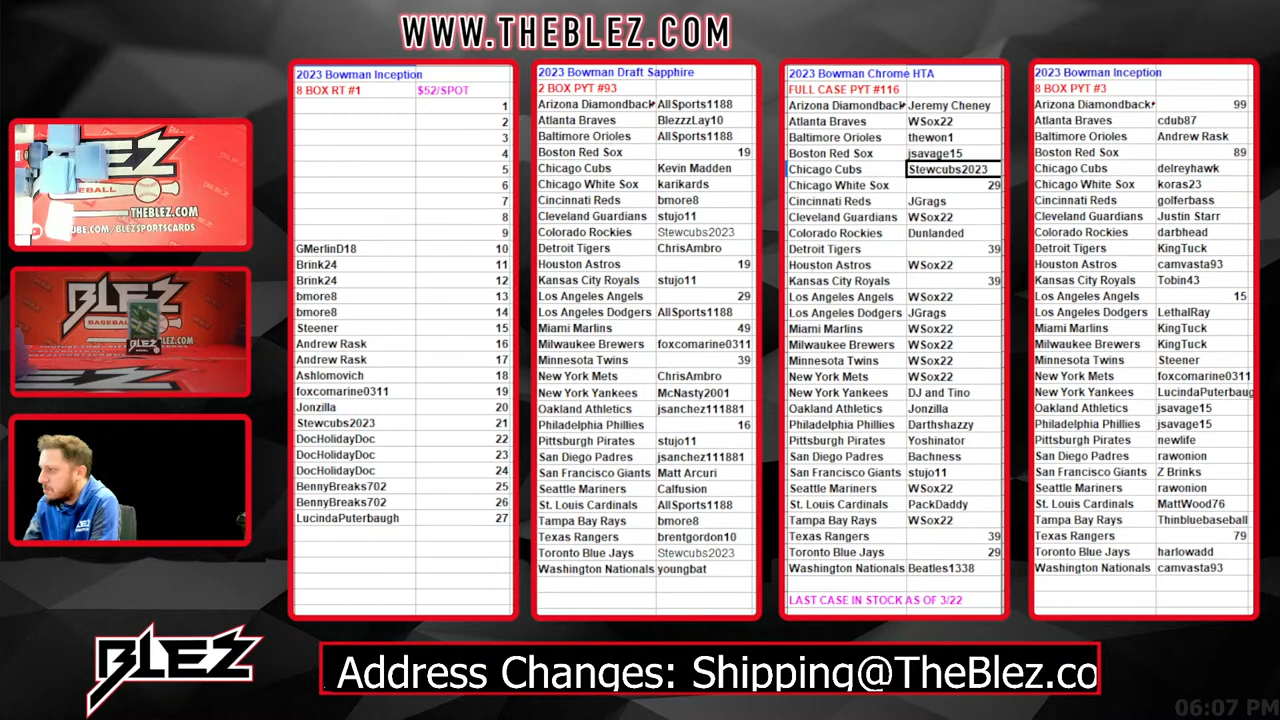 WWW.THEBLEZ.COM
BLEZ
BASEBALL
THEBLEZ.COM
UBE.COM/BLEZSPORTSCARDS
BLEZ
BASEBALL
BLEZ
2023 Bowman Inception
8 BOX RT #1 $52/SPOT
1
2
3
4
5
6
7
8
9
GMerlinD18 10
Brink24 11
Brink24 12
bmore8 13
bmore8 14
Steener 15
Andrew Rask 16
Andrew Rask 17
Ashlomovich 18
foxcomarine0311 19
Jonzilla 20
Stewcubs2023 21
DocHolidayDoc 22
DocHolidayDoc 23
DocHolidayDoc 24
BennyBreaks702 25
BennyBreaks702 26
LucindaPuterbaugh 27
2023 Bowman Draft Sapphire
2 BOX PYT #93
Arizona Diamondback AllSports1188
Atlanta Braves BlezzzLay10
Baltimore Orioles AllSports1188
Boston Red Sox 19
Chicago Cubs Kevin Madden
Chicago White Sox karikards
Cincinnati Reds bmore8
Cleveland Guardians stujo11
Colorado Rockies Stewcubs2023
Detroit Tigers ChrisAmbro
Houston Astros 19
Kansas City Royals stujo11
Los Angeles Angels 29
Los Angeles Dodgers AllSports1188
Miami Marlins 49
Milwaukee Brewers foxcomarine0311
Minnesota Twins 39
New York Mets ChrisAmbro
New York Yankees McNasty2001
Oakland Athletics jsanchez111881
Philadelphia Phillies 16
Pittsburgh Pirates stujo11
San Diego Padres jsanchez111881
San Francisco Giants Matt Arcuri
Seattle Mariners Calfusion
St. Louis Cardinals AllSports1188
Tampa Bay Rays bmore8
Texas Rangers brentgordon10
Toronto Blue Jays Stewcubs2023
Washington Nationals youngbat
2023 Bowman Chrome HTA
FULL CASE PYT #116
Arizona Diamondback Jeremy Cheney
Atlanta Braves WSox22
Baltimore Orioles thewon1
Boston Red Sox jsavage15
Chicago Cubs Stewcubs2023
Chicago White Sox 29
Cincinnati Reds JGrags
Cleveland Guardians WSox22
Colorado Rockies Dunlanded
Detroit Tigers 39
Houston Astros WSox22
Kansas City Royals 39
Los Angeles Angels WSox22
Los Angeles Dodgers JGrags
Miami Marlins WSox22
Milwaukee Brewers WSox22
Minnesota Twins WSox22
New York Mets WSox22
New York Yankees DJ and Tino
Oakland Athletics Jonzilla
Philadelphia Phillies Darthshazzy
Pittsburgh Pirates Yoshinator
San Diego Padres Bachness
San Francisco Giants stujo11
Seattle Mariners WSox22
St. Louis Cardinals PackDaddy
Tampa Bay Rays WSox22
Texas Rangers 39
Toronto Blue Jays 29
Washington Nationals Beatles1338
LAST CASE IN STOCK AS OF 3/22
2023 Bowman Inception
8 BOX PYT #3
Arizona Diamondback 99
Atlanta Braves cdub87
Baltimore Orioles Andrew Rask
Boston Red Sox 89
Chicago Cubs delreyhawk
Chicago White Sox koras23
Cincinnati Reds golferbass
Cleveland Guardians Justin Starr
Colorado Rockies darbhead
Detroit Tigers KingTuck
Houston Astros camvasta93
Kansas City Royals Tobin43
Los Angeles Angels 15
Los Angeles Dodgers LethalRay
Miami Marlins KingTuck
Milwaukee Brewers KingTuck
Minnesota Twins Steener
New York Mets foxcomarine0311
New York Yankees LucindaPuterbaug
Oakland Athletics jsavage15
Philadelphia Phillies jsavage15
Pittsburgh Pirates newlife
San Diego Padres rawonion
San Francisco Giants Z Brinks
Seattle Mariners rawonion
St. Louis Cardinals MattWood76
Tampa Bay Rays Thinbluebaseball
Texas Rangers 79
Toronto Blue Jays harlowadd
Washington Nationals camvasta93
BLEZ
Address Changes: Shipping@TheBlez.co
06:07 PM